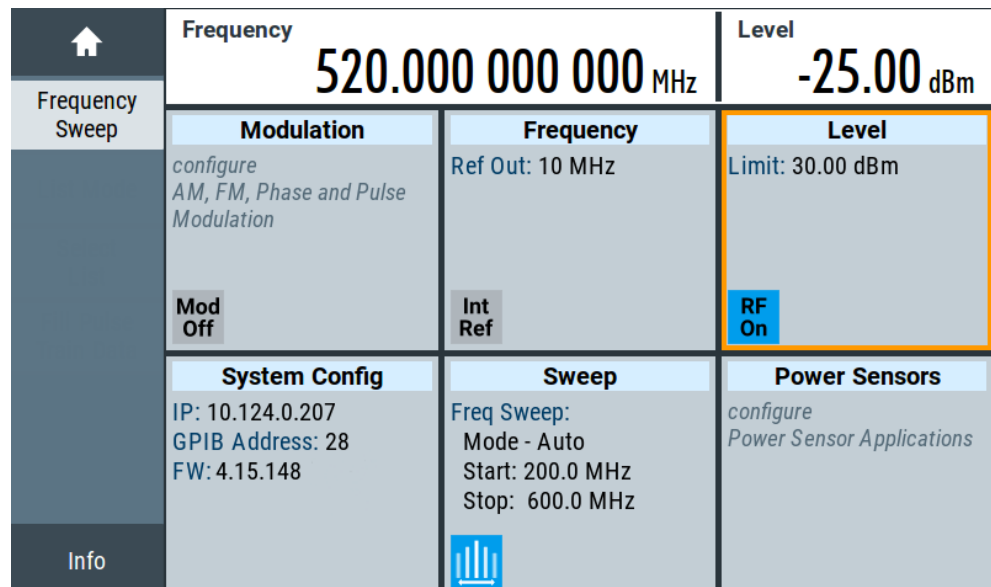 Frequency
520.000 000 000 MHz
Level
-25.00 dBm
Frequency
Sweep
Modulation
configure
AM, FM, Phase and Pulse
Modulation
Mod
Off
Frequency
Ref Out: 10 MHz
Int
Ref
Level
Limit: 30.00 dBm
RF
On
System Config
IP: 10.124.0.207
GPIB Address: 28
FW: 4.15.148
Sweep
Freq Sweep:
Mode - Auto
Start: 200.0 MHz
Stop: 600.0 MHz
Power Sensors
configure
Power Sensor Applications
Info